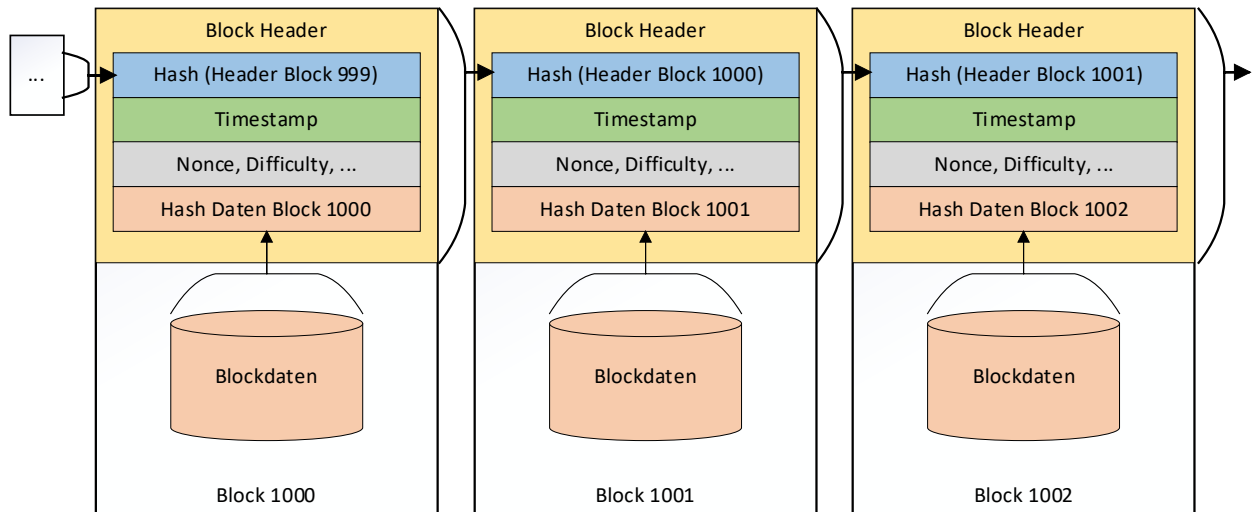 ...
Block Header
Hash (Header Block 999)
Timestamp
Nonce, Difficulty, ...
Hash Daten Block 1000
Blockdaten
Block 1000
Block Header
Hash (Header Block 1000)
Timestamp
Nonce, Difficulty, ...
Hash Daten Block 1001
Blockdaten
Block 1001
Block Header
Hash (Header Block 1001)
Timestamp
Nonce, Difficulty, ...
Hash Daten Block 1002
Blockdaten
Block 1002